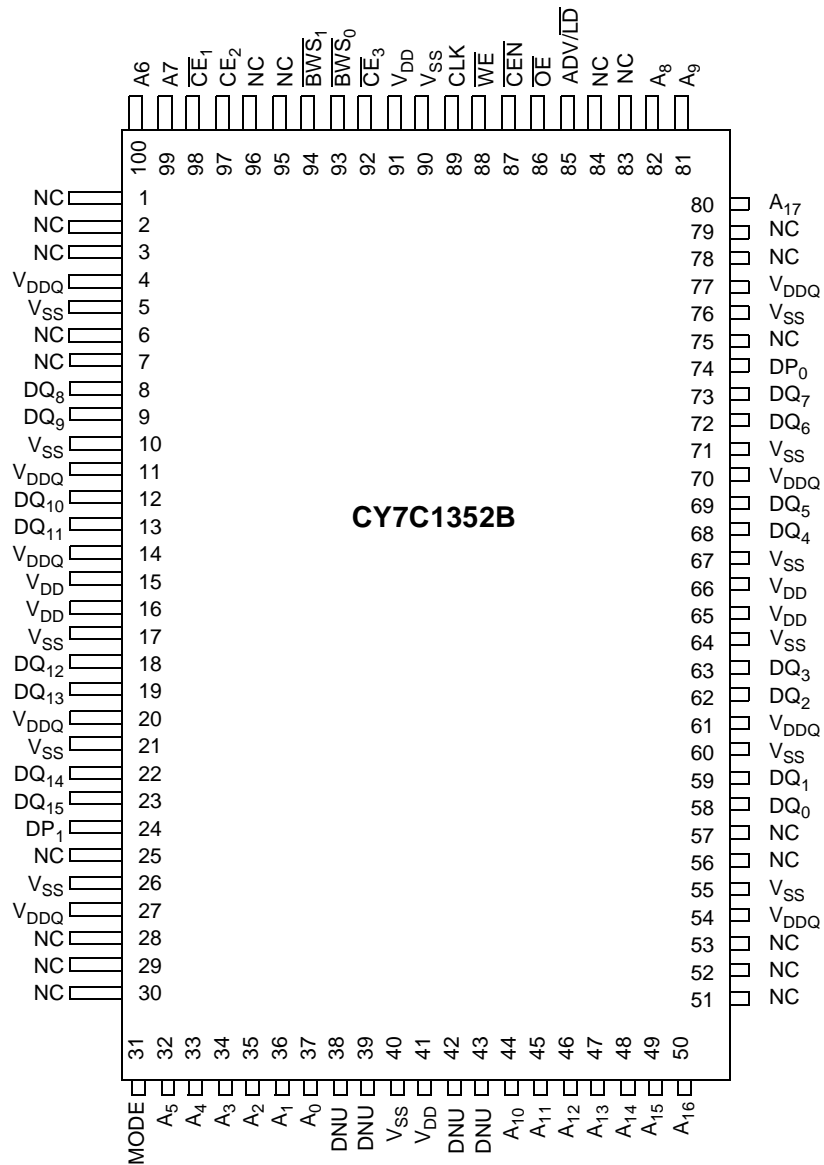 A6 A7 CE1 CE2 NC NC BWS1 BWS0 CE3 VDD VSS CLK WE CEN OE ADV/LD NC NC A8 A9
100 99 98 97 96 95 94 93 92 91 90 89 88 87 86 85 84 83 82 81
NC 1
NC 2
NC 3
VDDQ 4
VSS 5
NC 6
NC 7
DQ8 8
DQ9 9
VSS 10
VDDQ 11
DQ10 12
DQ11 13
VDDQ 14
VDD 15
VDD 16
VSS 17
DQ12 18
DQ13 19
VDDQ 20
VSS 21
DQ14 22
DQ15 23
DP1 24
NC 25
VSS 26
VDDQ 27
NC 28
NC 29
NC 30
CY7C1352B
80 A17
79 NC
78 NC
77 VDDQ
76 VSS
75 NC
74 DP0
73 DQ7
72 DQ6
71 VSS
70 VDDQ
69 DQ5
68 DQ4
67 VSS
66 VDD
65 VDD
64 VSS
63 DQ3
62 DQ2
61 VDDQ
60 VSS
59 DQ1
58 DQ0
57 NC
56 NC
55 VSS
54 VDDQ
53 NC
52 NC
51 NC
31 32 33 34 35 36 37 38 39 40 41 42 43 44 45 46 47 48 49 50
MODE A5 A4 A3 A2 A1 A0 DNU DNU VSS VDD DNU DNU A10 A11 A12 A13 A14 A15 A16